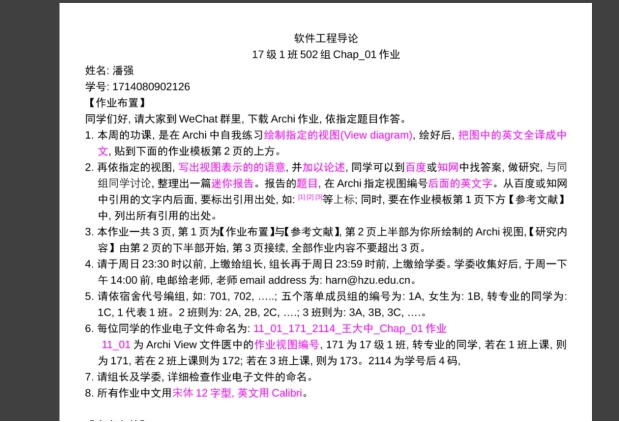 软件工程导论
17 级 1 班 502 组 Chap_01 作业
姓名: 潘强
学号: 1714080902126
【作业布置】
同学们好, 请大家到 WeChat 群里, 下载 Archi 作业, 依指定题目作答。
1. 本周的功课, 是在 Archi 中自我练习绘制指定的视图(View diagram), 绘好后, 把图中的英文全译成中
文, 贴到下面的作业模板第 2 页的上方。
2. 再依指定的视图, 写出视图表示的的语意, 并加以论述, 同学可以到百度或知网中找答案, 做研究, 与同
组同学讨论, 整理出一篇迷你报告。报告的题目, 在 Archi 指定视图编号后面的英文字。从百度或知网
中引用的文字内后面, 要标出引用出处, 如: [1] [2] [3]等上标; 同时, 要在作业模板第 1 页下方【参考文献】
中, 列出所有引用的出处。
3. 本作业一共 3 页, 第 1 页为【作业布置】与【参考文献】, 第 2 页上半部为你所绘制的 Archi 视图,【研究内
容】由第 2 页的下半部开始, 第 3 页接续, 全部作业内容不要超出 3 页。
4. 请于周日 23:30 时以前, 上缴给组长, 组长再于周日 23:59 时前, 上缴给学委。学委收集好后, 于周一下
午 14:00 前, 电邮给老师, 老师 email address 为: harn@hzu.edu.cn。
5. 请依宿舍代号编组, 如: 701, 702, …..; 五个落单成员组的编号为: 1A, 女生为: 1B, 转专业的同学为:
1C, 1 代表 1 班。2 班则为: 2A, 2B, 2C, ….; 3 班则为: 3A, 3B, 3C, ….。
6. 每位同学的作业电子文件命名为: 11_01_171_2114_王大中_Chap_01 作业
11_01 为 Archi View 文件匧中的作业视图编号, 171 为 17 级 1 班, 转专业的同学, 若在 1 班上课, 则
为 171, 若在 2 班上课则为 172; 若在 3 班上课, 则为 173。2114 为学号后 4 码,
7. 请组长及学委, 详细检查作业电子文件的命名。
8. 所有作业中文用宋体 12 字型, 英文用 Calibri。